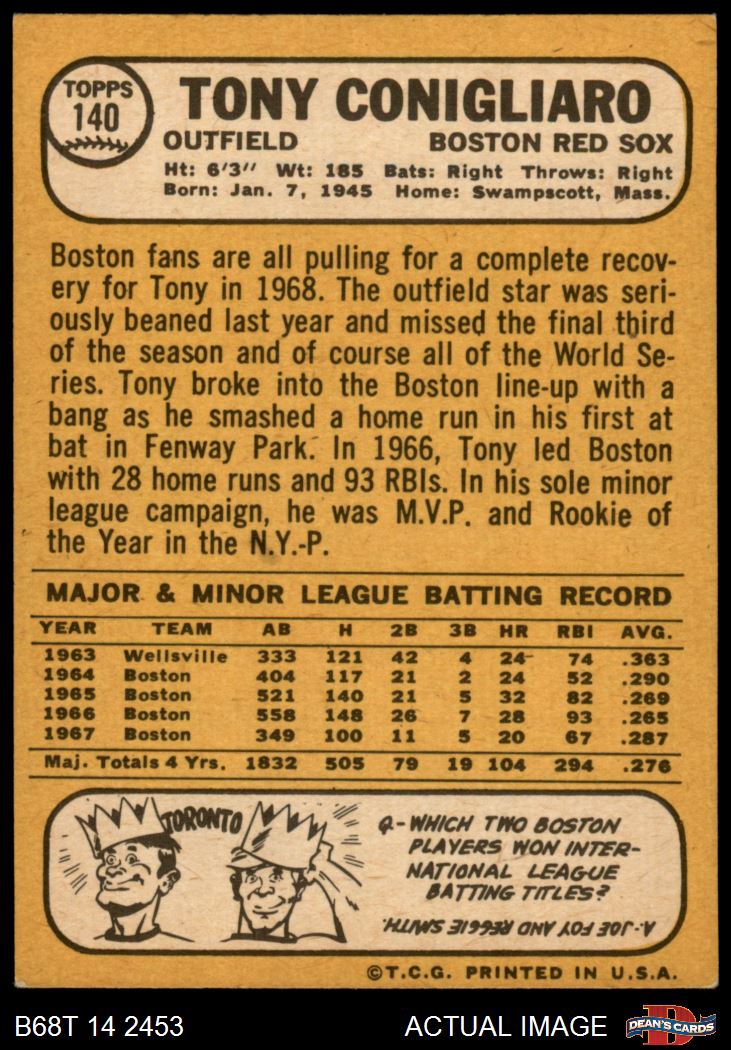 TOPPS
140
TONY CONIGLIARO
OUTFIELD BOSTON RED SOX
Ht: 6'3" Wt: 185 Bats: Right Throws: Right
Born: Jan. 7, 1945 Home: Swampscott, Mass.
Boston fans are all pulling for a complete recov-
ery for Tony in 1968. The outfield star was seri-
ously beaned last year and missed the final third
of the season and of course all of the World Se-
ries. Tony broke into the Boston line-up with a
bang as he smashed a home run in his first at
bat in Fenway Park. In 1966, Tony led Boston
with 28 home runs and 93 RBIs. In his sole minor
league campaign, he was M.V.P. and Rookie of
the Year in the N.Y.-P.
MAJOR & MINOR LEAGUE BATTING RECORD
YEAR TEAM AB H 2B 3B HR RBI AVG.
1963 Wellsville 333 121 42 4 24 74 .363
1964 Boston 404 117 21 2 24 52 .290
1965 Boston 521 140 21 5 32 82 .269
1966 Boston 558 148 26 7 28 93 .265
1967 Boston 349 100 11 5 20 67 .287
Maj. Totals 4 Yrs. 1832 505 79 19 104 294 .276
TORONTO
Q-WHICH TWO BOSTON
PLAYERS WON INTER-
NATIONAL LEAGUE
BATTING TITLES?
A-JOE FOY AND REGGIE SMITH.
©T.C.G. PRINTED IN U.S.A.
B68T 14 2453 ACTUAL IMAGE
D
DEAN'S CARDS